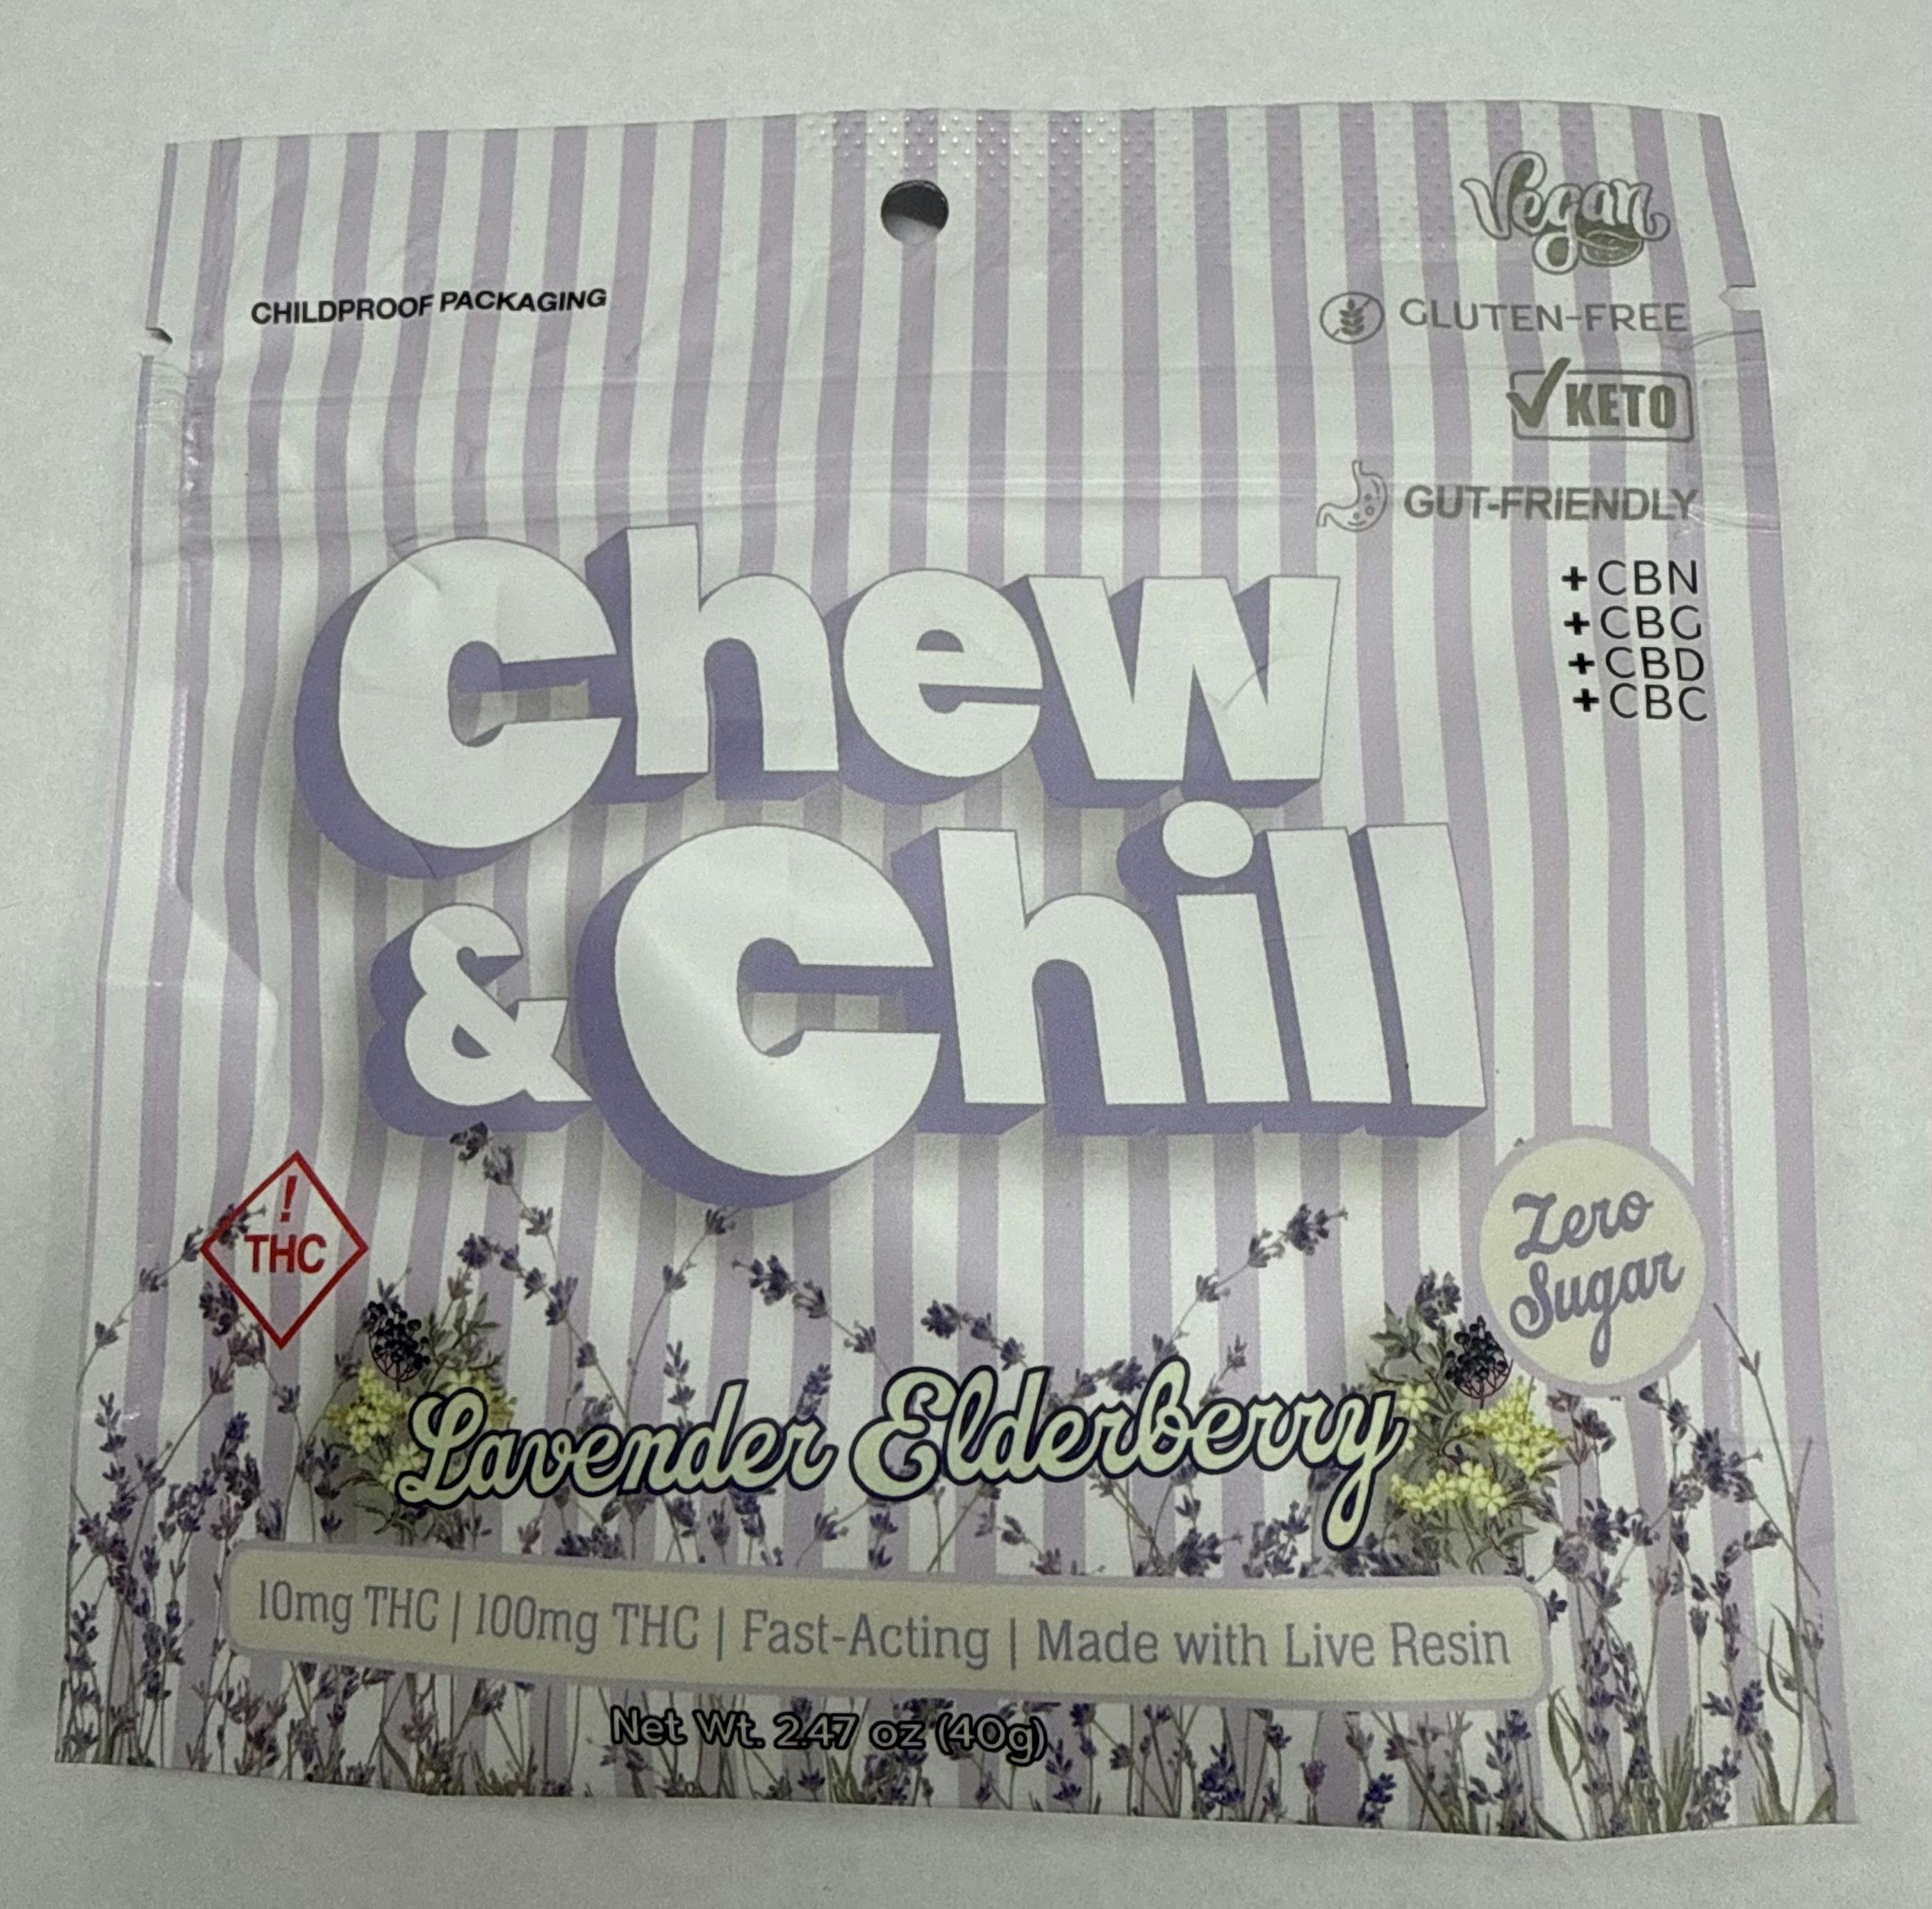 Vegan
CHILDPROOF PACKAGING
GLUTEN-FREE
KETO
GUT-FRIENDLY
+CBN
+CBG
+CBD
+CBC
Chew
& Chill
!
THC
Zero
Sugar
Lavender Elderberry
10mg THC | 100mg THC | Fast-Acting | Made with Live Resin
Net Wt. 2.47 oz (40g)